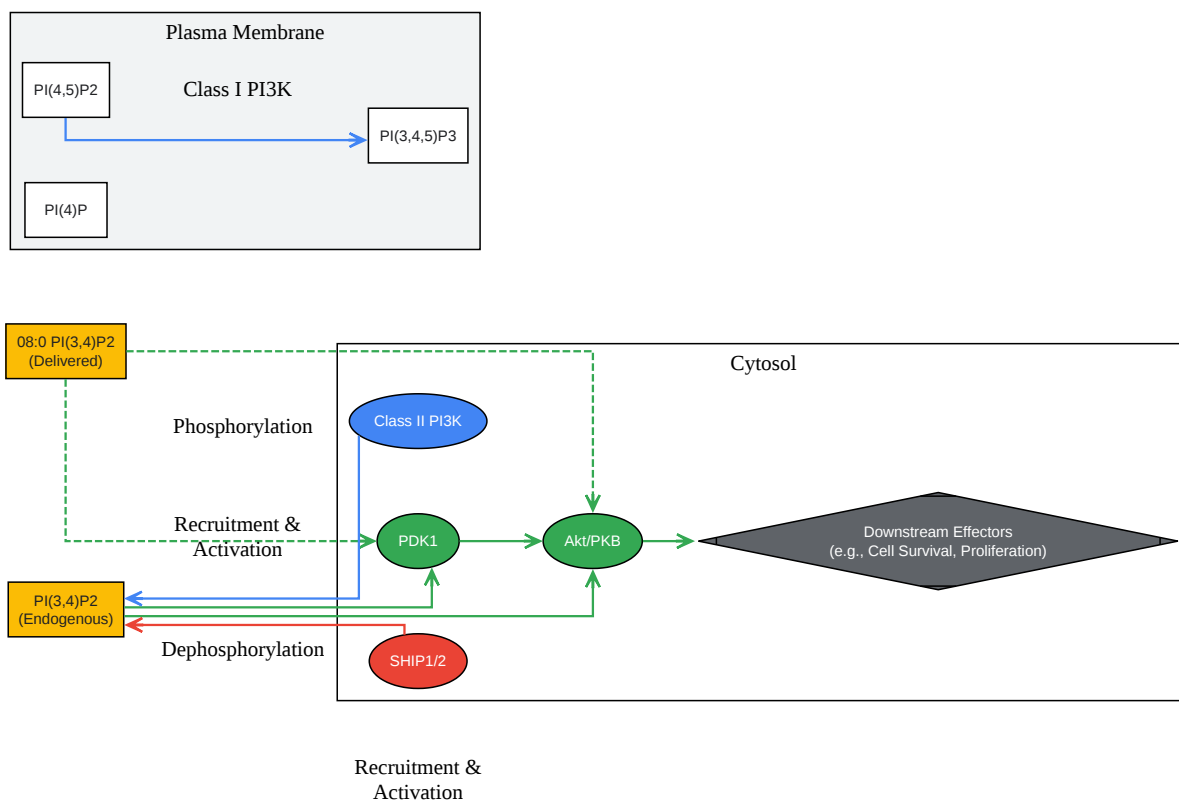 Plasma Membrane
PI(4,5)P2
Class I PI3K
PI(3,4,5)P3
PI(4)P
08:0 PI(3,4)P2
(Delivered)
Cytosol
Phosphorylation
Class II PI3K
Recruitment &
Activation
PDK1
Akt/PKB
Downstream Effectors
(e.g., Cell Survival, Proliferation)
PI(3,4)P2
(Endogenous)
Dephosphorylation
SHIP1/2
Recruitment &
Activation